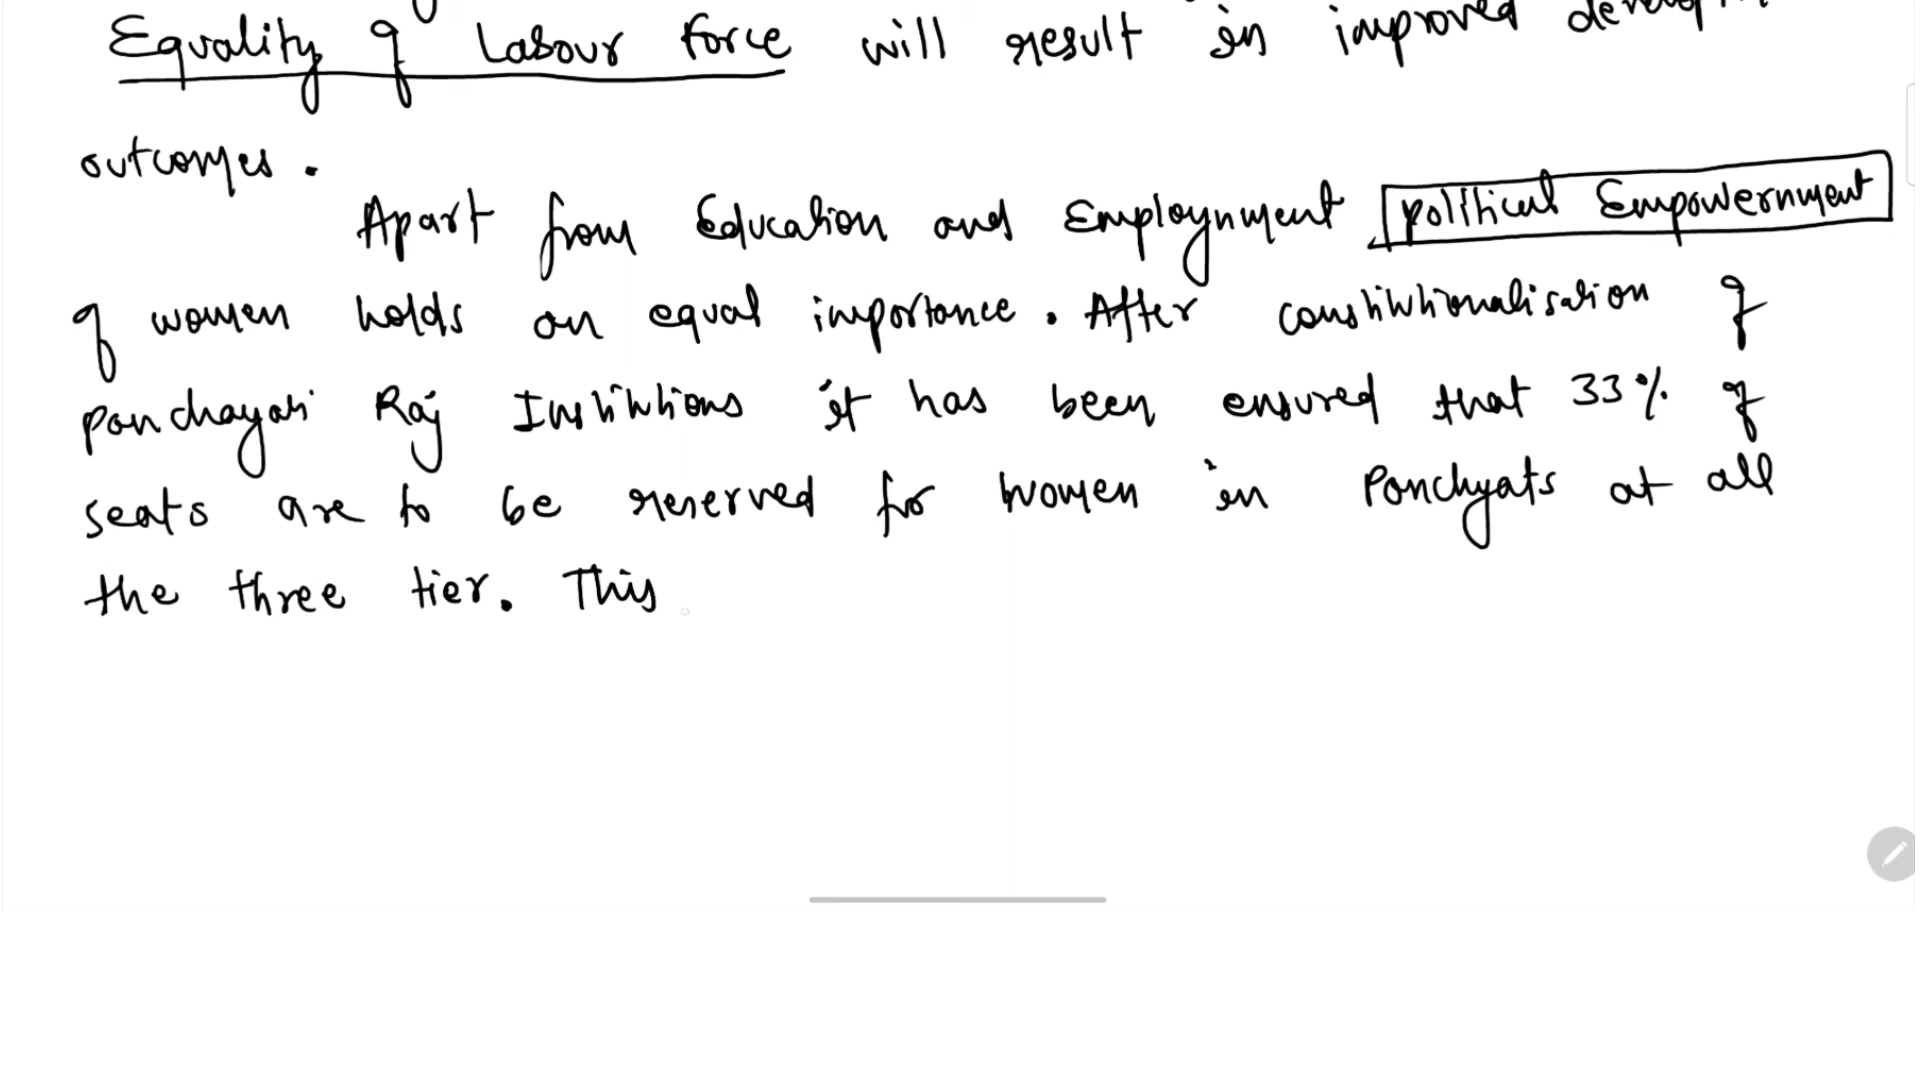 Equality of Labour force will result in improved
outcomes.
Apart from Education and Employnment Political Empowernment
of women holds an equal importance. After constitutionalisation of
panchayati Raj Institutions it has been ensured that 33% of
seats are to be reserved for women in Panchyats at all
the three tier. This